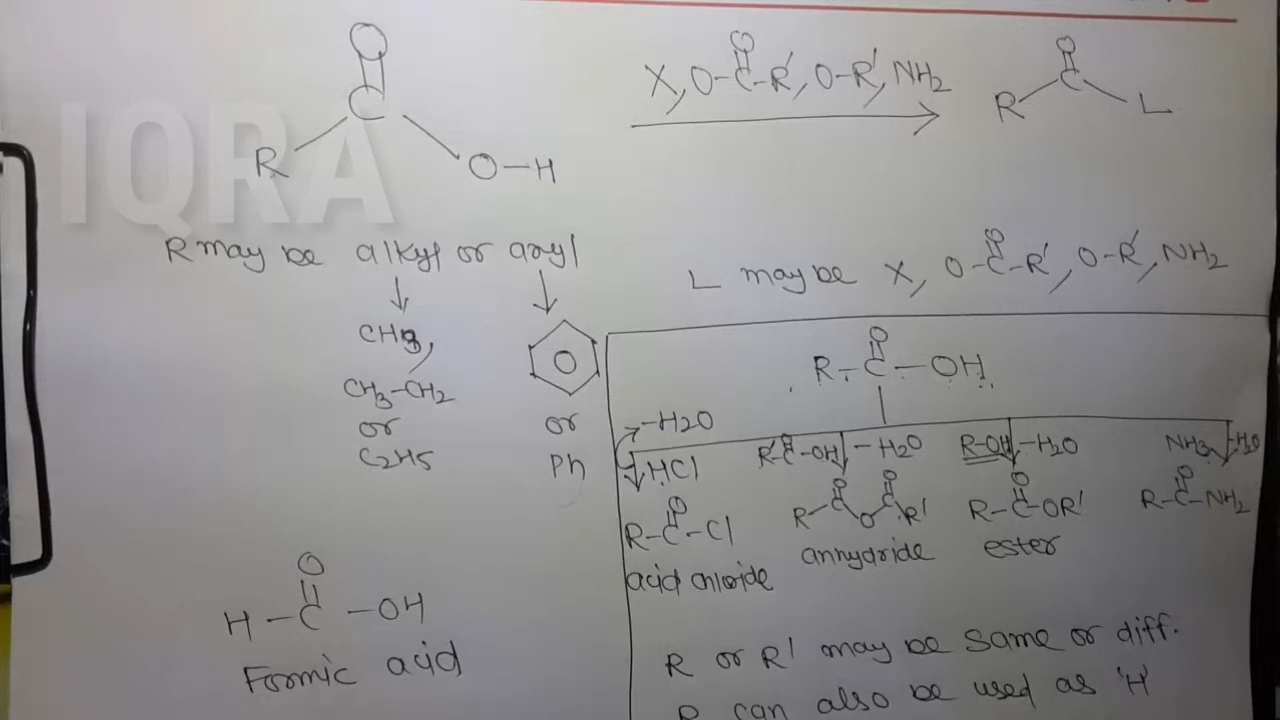 IQRA
O
C
R
O-H
X, O-C-R', O-R', NH2
O
O
R C L
R may be alkyl or aryl
CH3,
CH3-CH2
or
C2H5
or
Ph
O
L may be X, O-C-R', O-R', NH2
O
R-C-OH
-H2O
HCl
O
R'-C-OH -H2O
R-OH -H2O
NH3 -H2O
O
R-C-Cl
acid chloride
O O
R-C O C R'
anhydride
O
R-C-OR'
ester
O
R-C-NH2
O
H-C-OH
Formic acid
R or R' may be same or diff.
R can also be used as 'H'